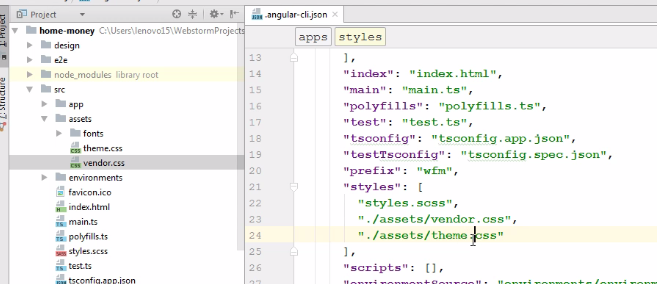 Project
.angular-cli.json
home-money C:\Users\lenovo15\WebstormProjects
apps
styles
design
e2e
node_modules library root
src
app
assets
fonts
theme.css
vendor.css
environments
favicon.ico
index.html
main.ts
polyfills.ts
styles.scss
test.ts
tsconfig.app.json
1: Project
Structure
13 ],
14 "index": "index.html",
15 "main": "main.ts",
16 "polyfills": "polyfills.ts",
17 "test": "test.ts",
18 "tsconfig": "tsconfig.app.json",
19 "testTsconfig": "tsconfig.spec.json",
20 "prefix": "wfm",
21 "styles": [
22 "styles.scss",
23 "./assets/vendor.css",
24 "./assets/theme.css"
25 ],
26 "scripts": [],